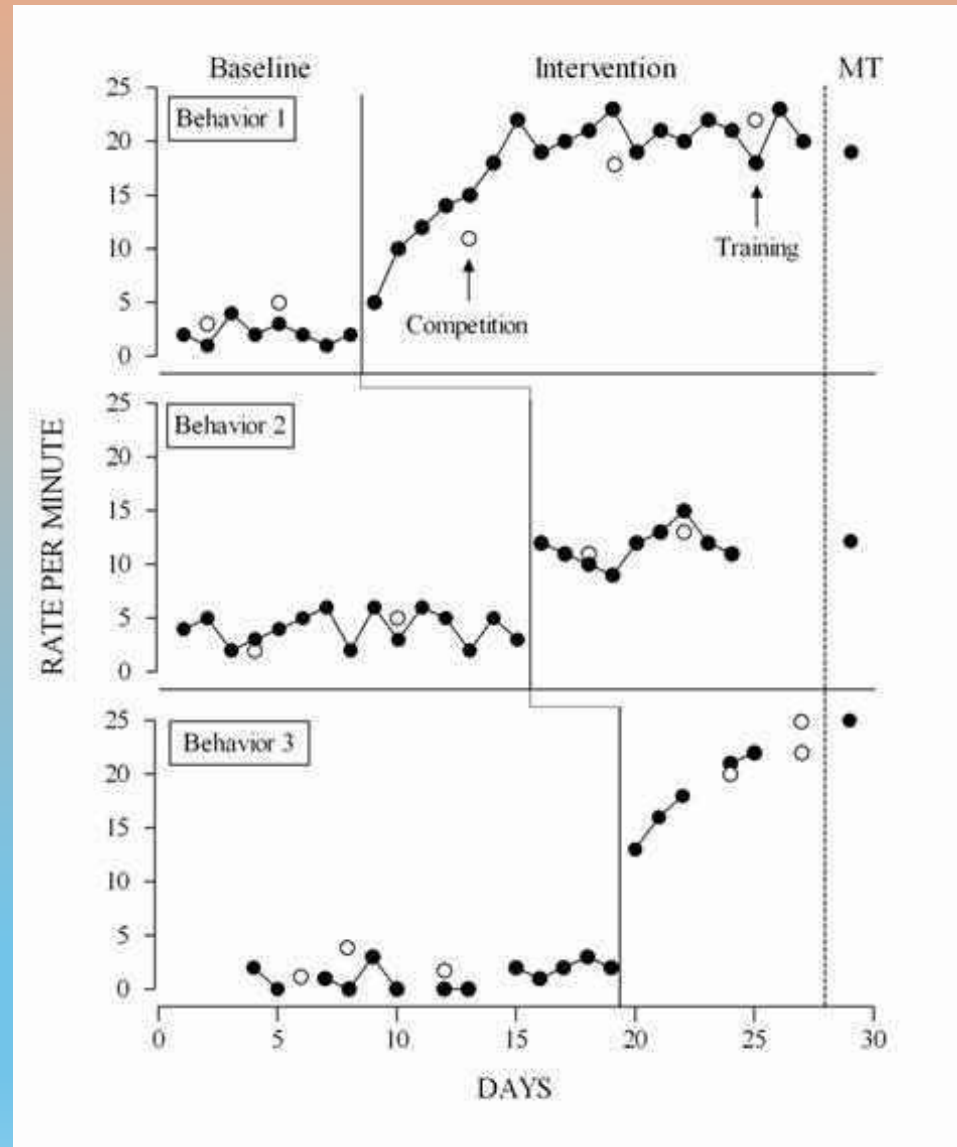 Baseline Intervention MT
25
Behavior 1
20
15
10
Training
5
Competition
0
25
Behavior 2
20
15
10
5
0
RATE PER MINUTE
25
Behavior 3
20
15
10
5
0
0 5 10 15 20 25 30
DAYS